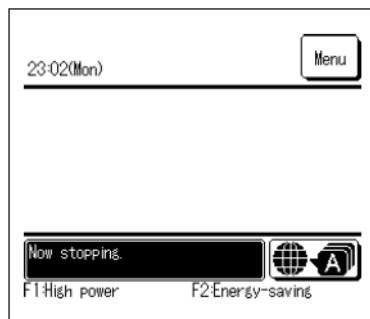 23:02(Mon)
Menu
Now stopping.
A
F1:High power
F2:Energy-saving